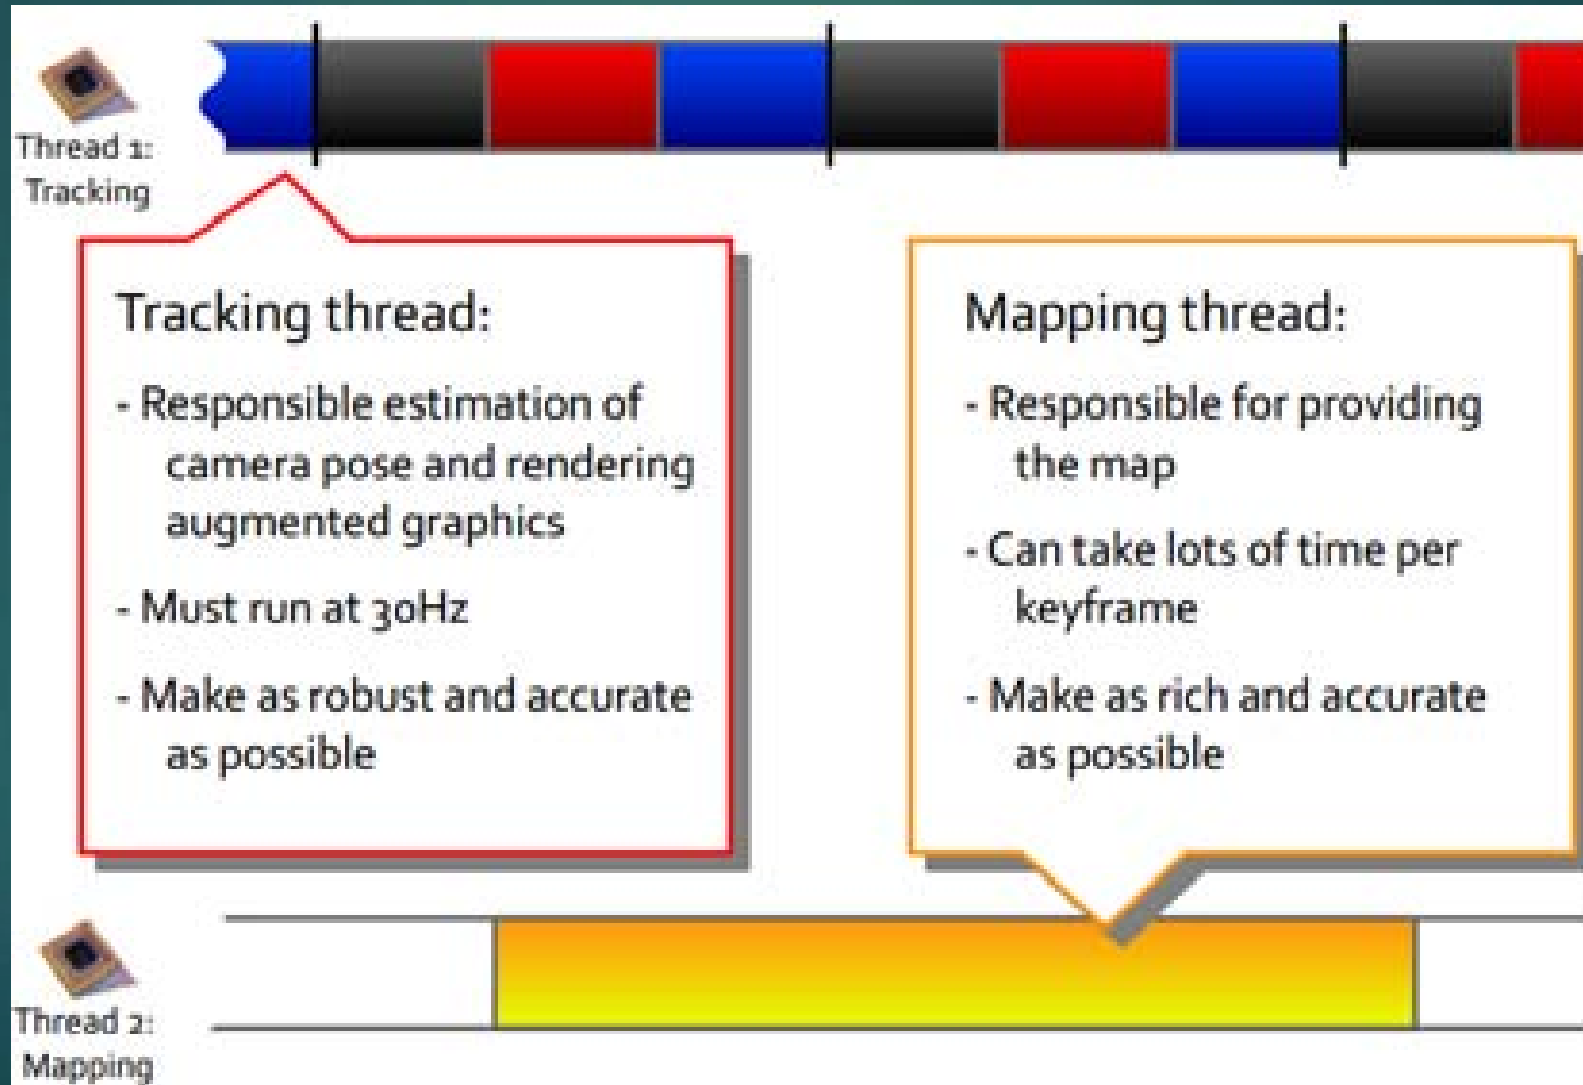 Thread 1:
Tracking
Tracking thread:
- Responsible estimation of
camera pose and rendering
augmented graphics
- Must run at 30Hz
- Make as robust and accurate
as possible
Mapping thread:
- Responsible for providing
the map
- Can take lots of time per
keyframe
- Make as rich and accurate
as possible
Thread 2:
Mapping